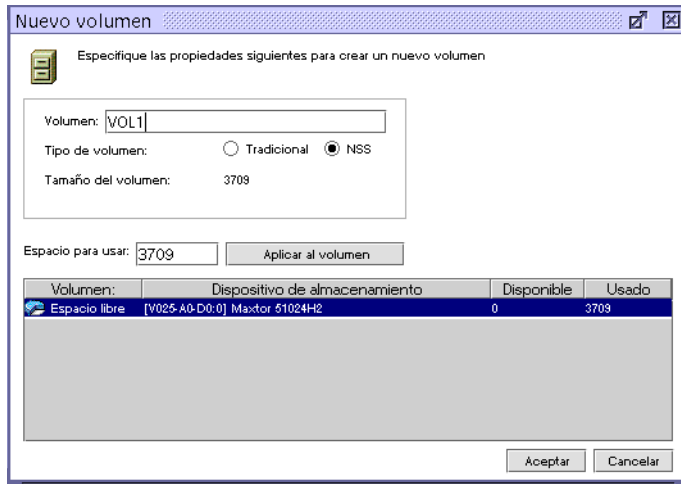 Nuevo volumen
Especifique las propiedades siguientes para crear un nuevo volumen
Volumen: VOL1
Tipo de volumen: Tradicional NSS
Tamaño del volumen: 3709
Espacio para usar: 3709 Aplicar al volumen
Volumen: Dispositivo de almacenamiento Disponible Usado
Espacio libre [V025-A0-D0:0] Maxtor 51024H2 0 3709
Aceptar Cancelar